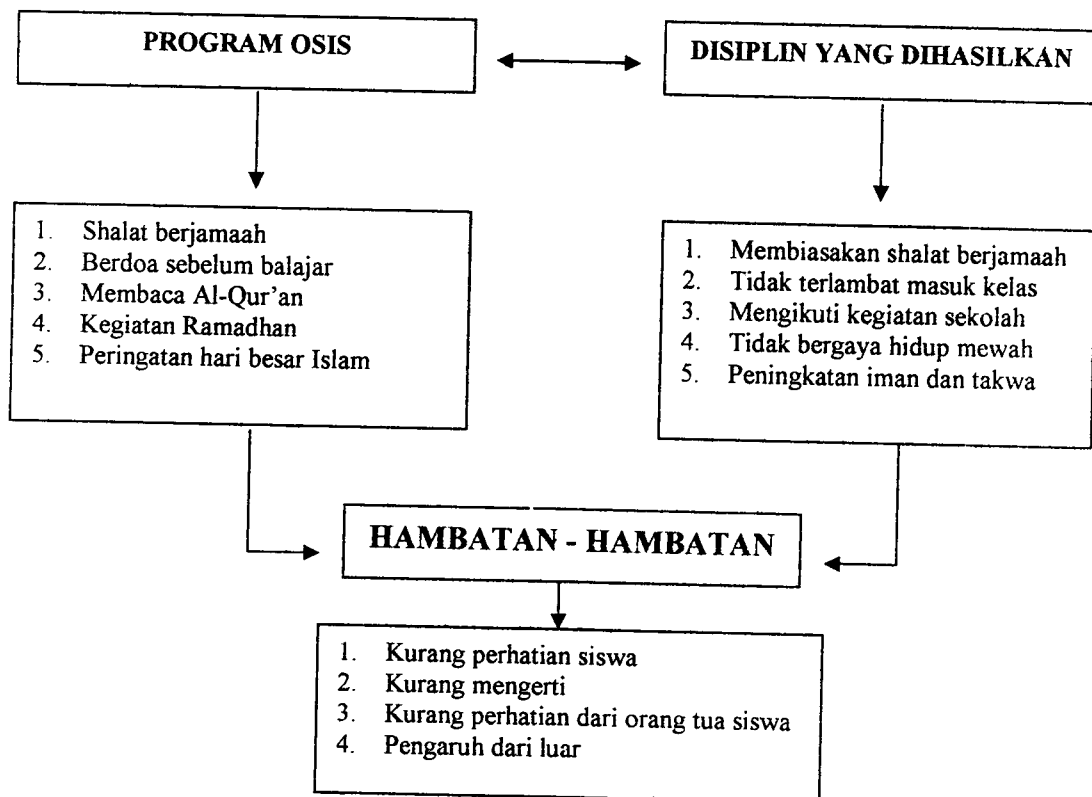 PROGRAM OSIS
DISIPLIN YANG DIHASILKAN
1. Shalat berjamaah
2. Berdoa sebelum balajar
3. Membaca Al-Qur'an
4. Kegiatan Ramadhan
5. Peringatan hari besar Islam
1. Membiasakan shalat berjamaah
2. Tidak terlambat masuk kelas
3. Mengikuti kegiatan sekolah
4. Tidak bergaya hidup mewah
5. Peningkatan iman dan takwa
HAMBATAN - HAMBATAN
1. Kurang perhatian siswa
2. Kurang mengerti
3. Kurang perhatian dari orang tua siswa
4. Pengaruh dari luar